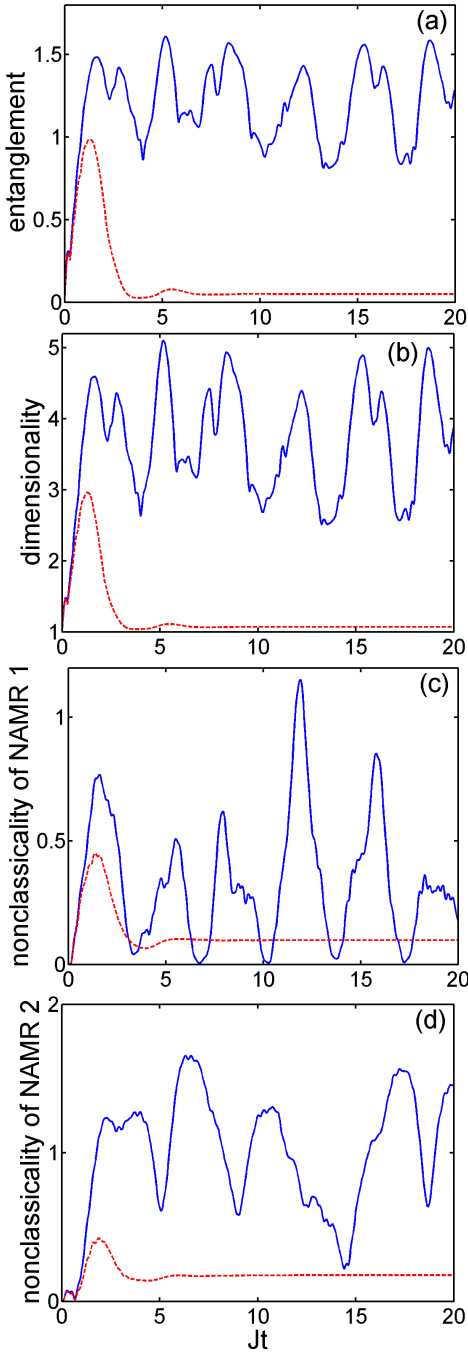 (a)
entanglement
1.5
1
0.5
0
0 5 10 15 20
(b)
dimensionality
5
4
3
2
1
0 5 10 15 20
(c)
nonclassicality of NAMR 1
1
0.5
0
0 5 10 15 20
(d)
nonclassicality of NAMR 2
2
1
0
0 5 10 15 20
Jt